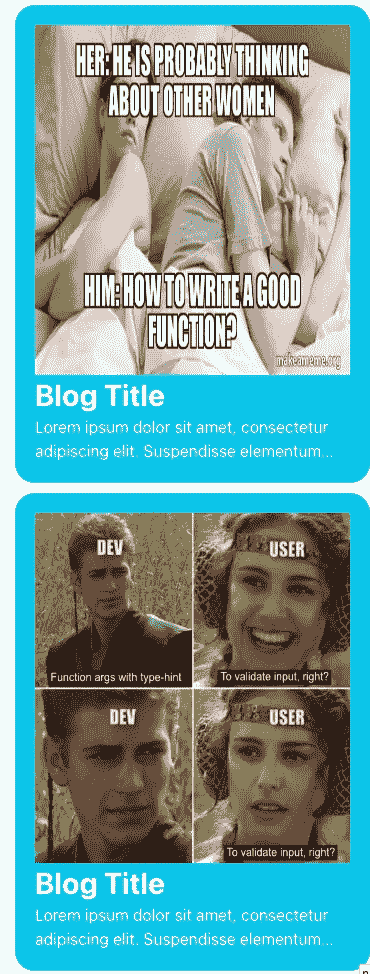 HER: HE IS PROBABLY THINKING
ABOUT OTHER WOMEN
HIM: HOW TO WRITE A GOOD
FUNCTION?
makeameme.org
Blog Title
Lorem ipsum dolor sit amet, consectetur
adipiscing elit. Suspendisse elementum...
DEV
USER
Function args with type-hint
To validate input, right?
DEV
USER
To validate input, right?
Blog Title
Lorem ipsum dolor sit amet, consectetur
adipiscing elit. Suspendisse elementum...